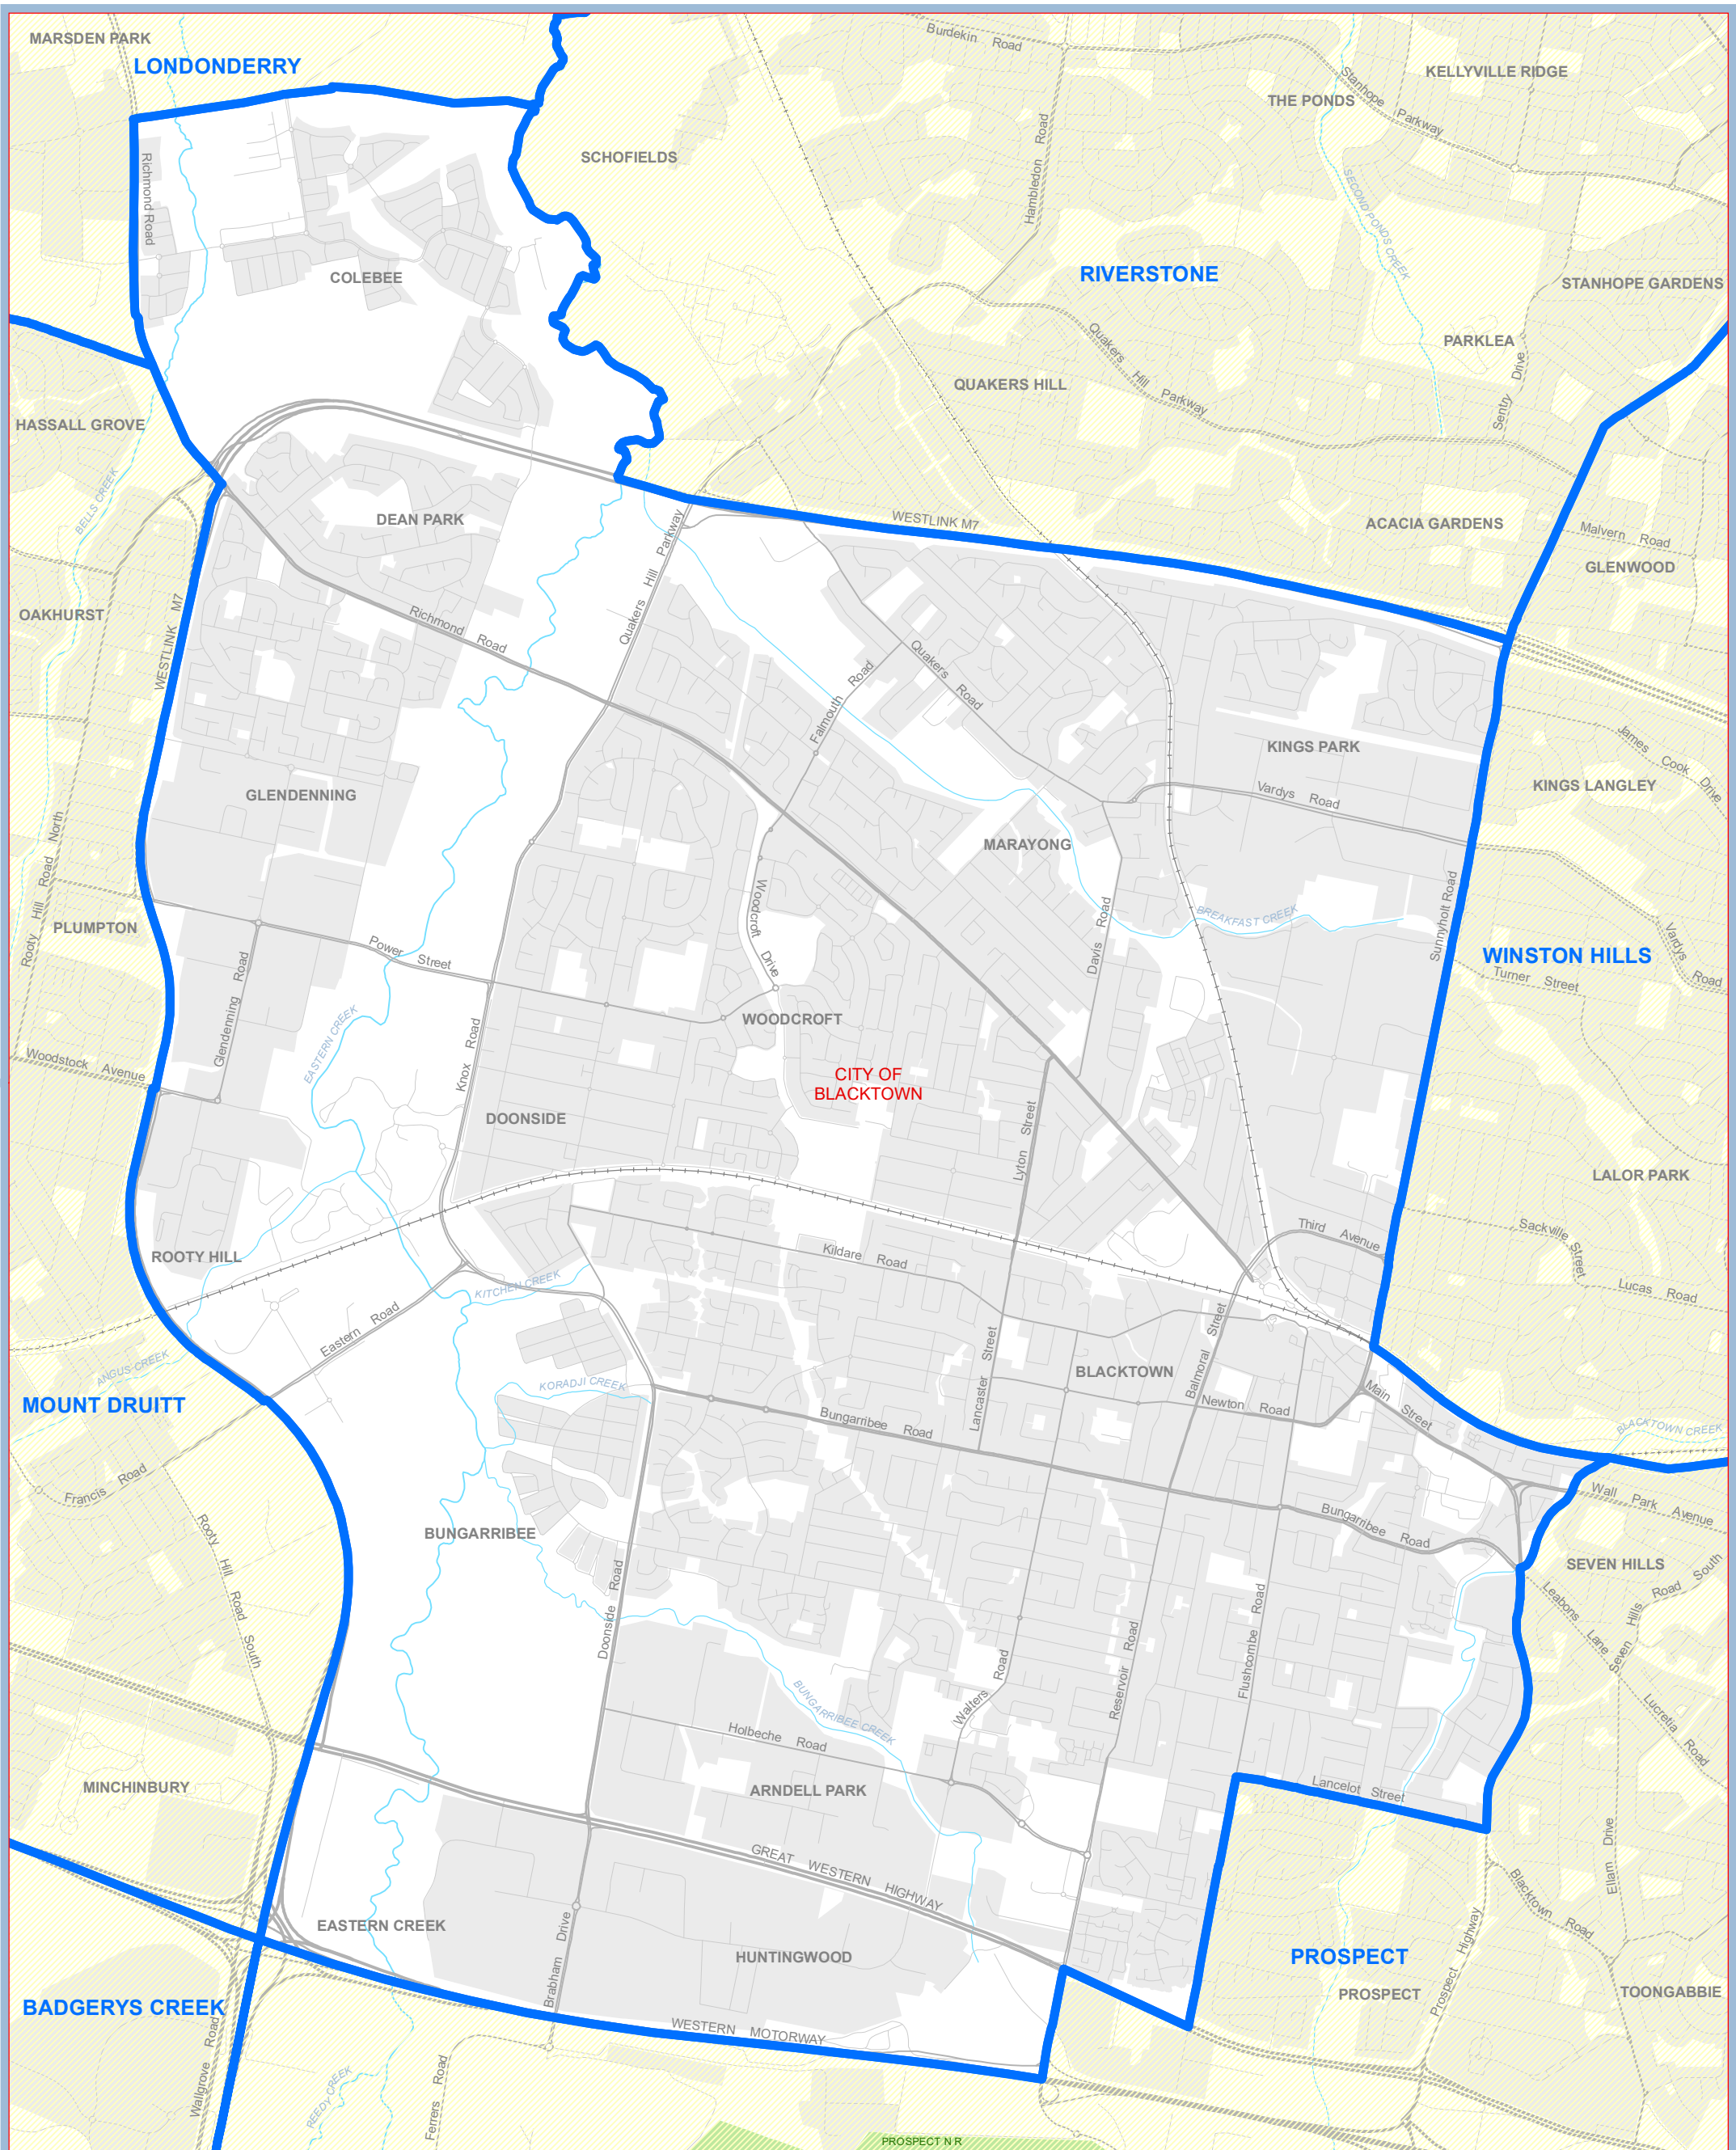 MARSDEN PARK
LONDONDERRY
Burdekin Road
KELLYVILLE RIDGE
THE PONDS
Stanhope Parkway
Richmond Road
SCHOFIELDS
Hambledon Road
SECOND PONDS CREEK
COLEBEE
RIVERSTONE
STANHOPE GARDENS
PARKLEA
Quakers Hill Parkway
QUAKERS HILL
Sentry Drive
HASSALL GROVE
BELLS CREEK
DEAN PARK
WESTLINK M7
ACACIA GARDENS
Malvern Road
GLENWOOD
Quakers Hill Parkway
OAKHURST
WESTLINK M7
Richmond Road
Quakers Road
Falmouth Road
KINGS PARK
James Cook Drive
KINGS LANGLEY
GLENDENNING
Vardys Road
MARAYONG
Rooty Hill Road North
Woodcroft Drive
BREAKFAST CREEK
Sunnyholt Road
PLUMPTON
Power Street
Davis Road
WINSTON HILLS
Vardys Road
Turner Street
Glendenning Road
WOODCROFT
EASTERN CREEK
Knox Road
Woodstock Avenue
CITY OF
BLACKTOWN
DOONSIDE
Lyton Street
LALOR PARK
Sackville Street
Third Avenue
ROOTY HILL
Kildare Road
KITCHEN CREEK
Lucas Road
Eastern Road
Balmoral Street
Lancaster Street
ANGUS CREEK
BLACKTOWN
KORADJI CREEK
MOUNT DRUITT
Newton Road
Main Street
Bungarribee Road
BLACKTOWN CREEK
Francis Road
Wall Park Avenue
Rooty Hill Road South
BUNGARRIBEE
Bungarribee Road
SEVEN HILLS
Leabons Lane
Seven Hills Road South
Doonside Road
Flushcombe Road
Reservoir Road
Walters Road
BUNGARRIBEE CREEK
Lucretia Road
Holbeche Road
MINCHINBURY
ARNDELL PARK
Lancelot Street
GREAT WESTERN HIGHWAY
Ellam Drive
Blacktown Road
EASTERN CREEK
Brabham Drive
HUNTINGWOOD
PROSPECT
Prospect Highway
PROSPECT
TOONGABBIE
BADGERYS CREEK
WESTERN MOTORWAY
Wallgrove Road
REEDY CREEK
Ferrers Road
PROSPECT N R